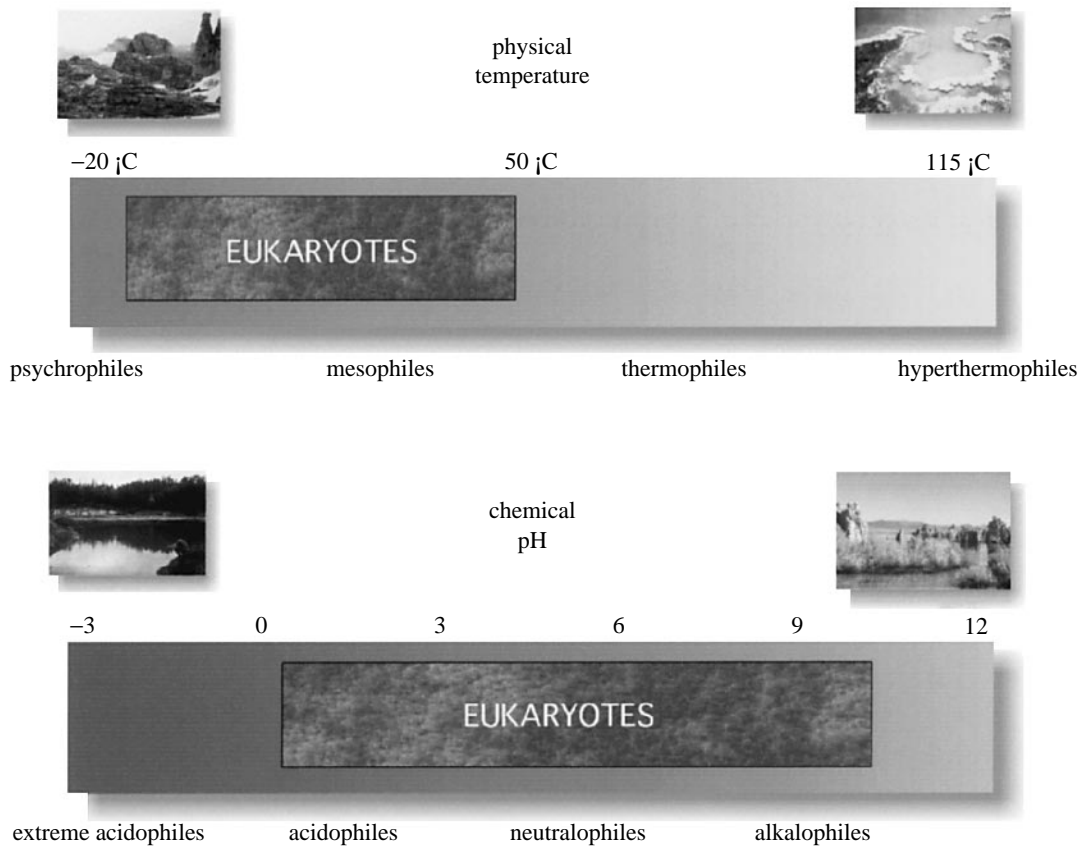 physical
temperature
−20 ¡C 50 ¡C 115 ¡C
EUKARYOTES
psychrophiles mesophiles thermophiles hyperthermophiles
chemical
pH
−3 0 3 6 9 12
EUKARYOTES
extreme acidophiles acidophiles neutralophiles alkalophiles